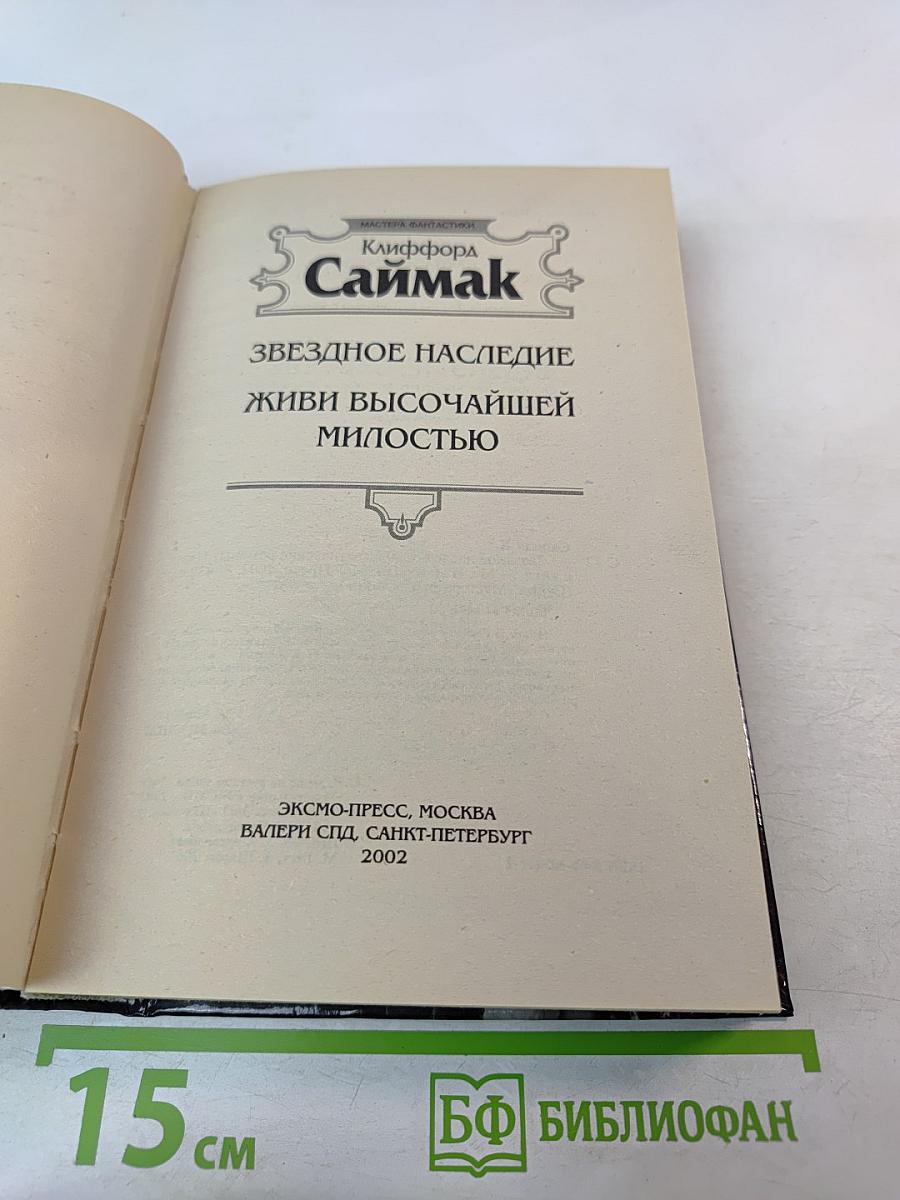 МАСТЕРА ФАНТАСТИКИ
Клиффорд
Саймак
ЗВЕЗДНОЕ НАСЛЕДИЕ
ЖИВИ ВЫСОЧАЙШЕЙ
МИЛОСТЬЮ
ЭКСМО-ПРЕСС, МОСКВА
ВАЛЕРИ СПД, САНКТ-ПЕТЕРБУРГ
2002
15 см
БФ БИБЛИОФАН